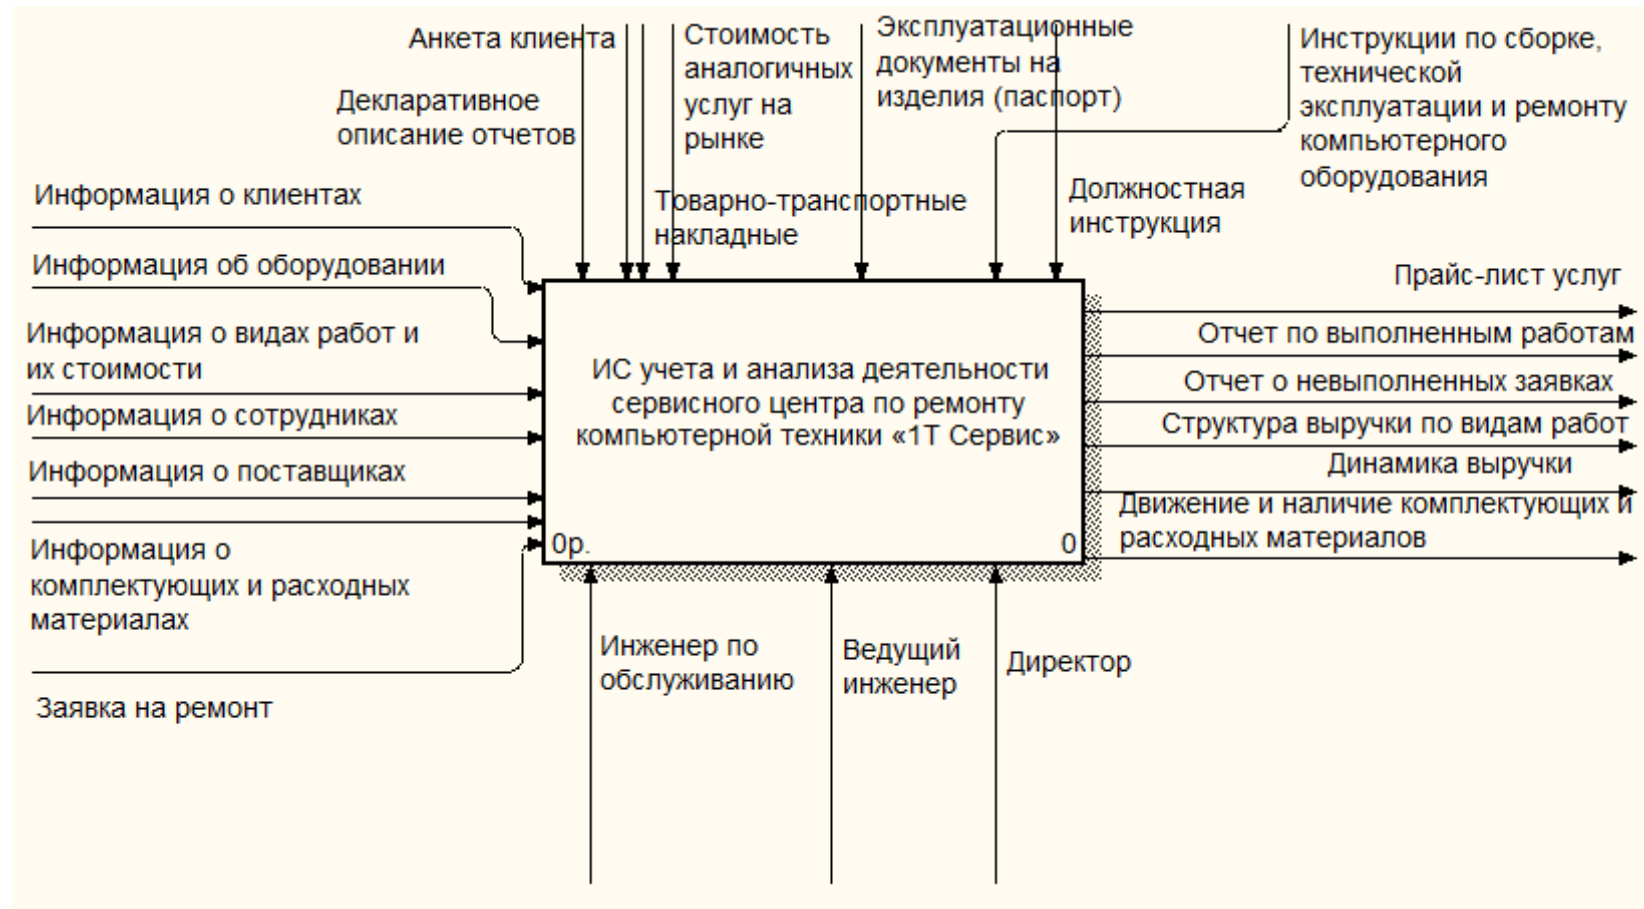 Анкета клиента
Декларативное
описание отчетов
Стоимость
аналогичных
услуг на
рынке
Эксплуатационные
документы на
изделия (паспорт)
Инструкции по сборке,
технической
эксплуатации и ремонту
компьютерного
оборудования
Товарно-транспортные
накладные
Должностная
инструкция
Информация о клиентах
Информация об оборудовании
Информация о видах работ и
их стоимости
Информация о сотрудниках
Информация о поставщиках
Информация о
комплектующих и расходных
материалах
Заявка на ремонт
ИС учета и анализа деятельности
сервисного центра по ремонту
компьютерной техники «1Т Сервис»
0р.
0
Прайс-лист услуг
Отчет по выполненным работам
Отчет о невыполненных заявках
Структура выручки по видам работ
Динамика выручки
Движение и наличие комплектующих и
расходных материалов
Инженер по
обслуживанию
Ведущий
инженер
Директор